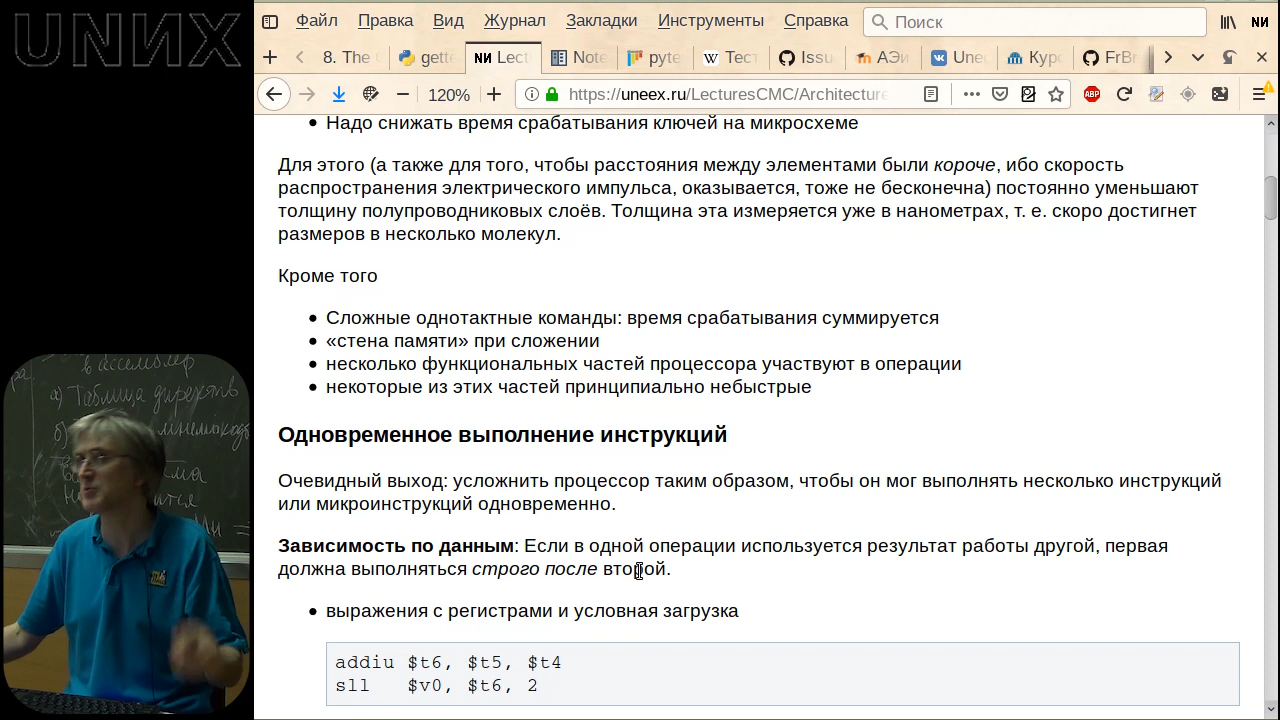 UNИX
Файл Правка Вид Журнал Закладки Инструменты Справка Поиск
8. The gette NИ Lec Note pyte W Тест Issu АЭи Unee Курс FrBr
120% https://uneex.ru/LecturesCMC/Architecture ABP
Надо снижать время срабатывания ключей на микросхеме
Для этого (а также для того, чтобы расстояния между элементами были короче, ибо скорость
распространения электрического импульса, оказывается, тоже не бесконечна) постоянно уменьшают
толщину полупроводниковых слоёв. Толщина эта измеряется уже в нанометрах, т. е. скоро достигнет
размеров в несколько молекул.
Кроме того
Сложные однотактные команды: время срабатывания суммируется
«стена памяти» при сложении
несколько функциональных частей процессора участвуют в операции
некоторые из этих частей принципиально небыстрые
Одновременное выполнение инструкций
Очевидный выход: усложнить процессор таким образом, чтобы он мог выполнять несколько инструкций
или микроинструкций одновременно.
Зависимость по данным: Если в одной операции используется результат работы другой, первая
должна выполняться строго после второй.
выражения с регистрами и условная загрузка
addiu $t6, $t5, $t4
sll $v0, $t6, 2
в ассемблер
а) Таблица директив
б)